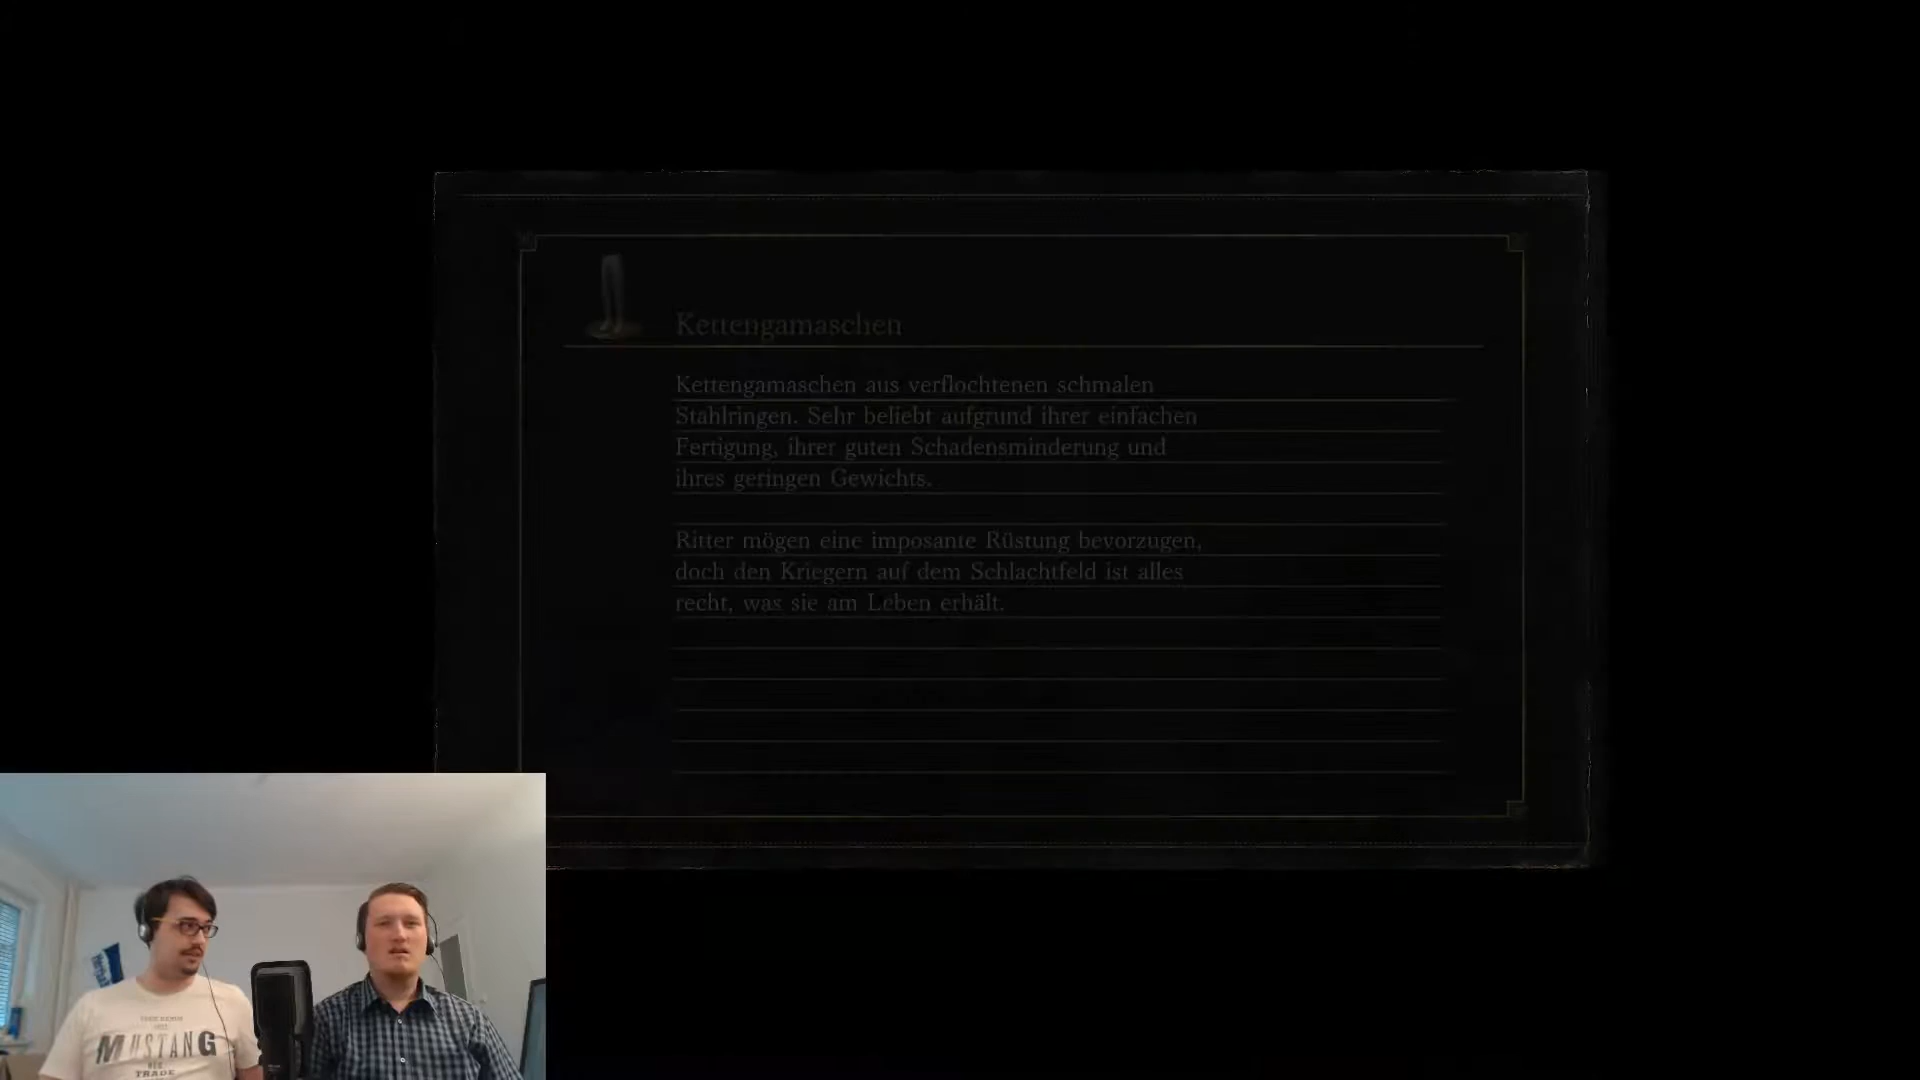 Kettengamaschen
Kettengamaschen aus verflochtenen schmalen
Stahlringen. Sehr beliebt aufgrund ihrer einfachen
Fertigung, ihrer guten Schadensminderung und
ihres geringen Gewichts.
Ritter mögen eine imposante Rüstung bevorzugen,
doch den Kriegern auf dem Schlachtfeld ist alles
recht, was sie am Leben erhält.
MUSTANG
TRADE